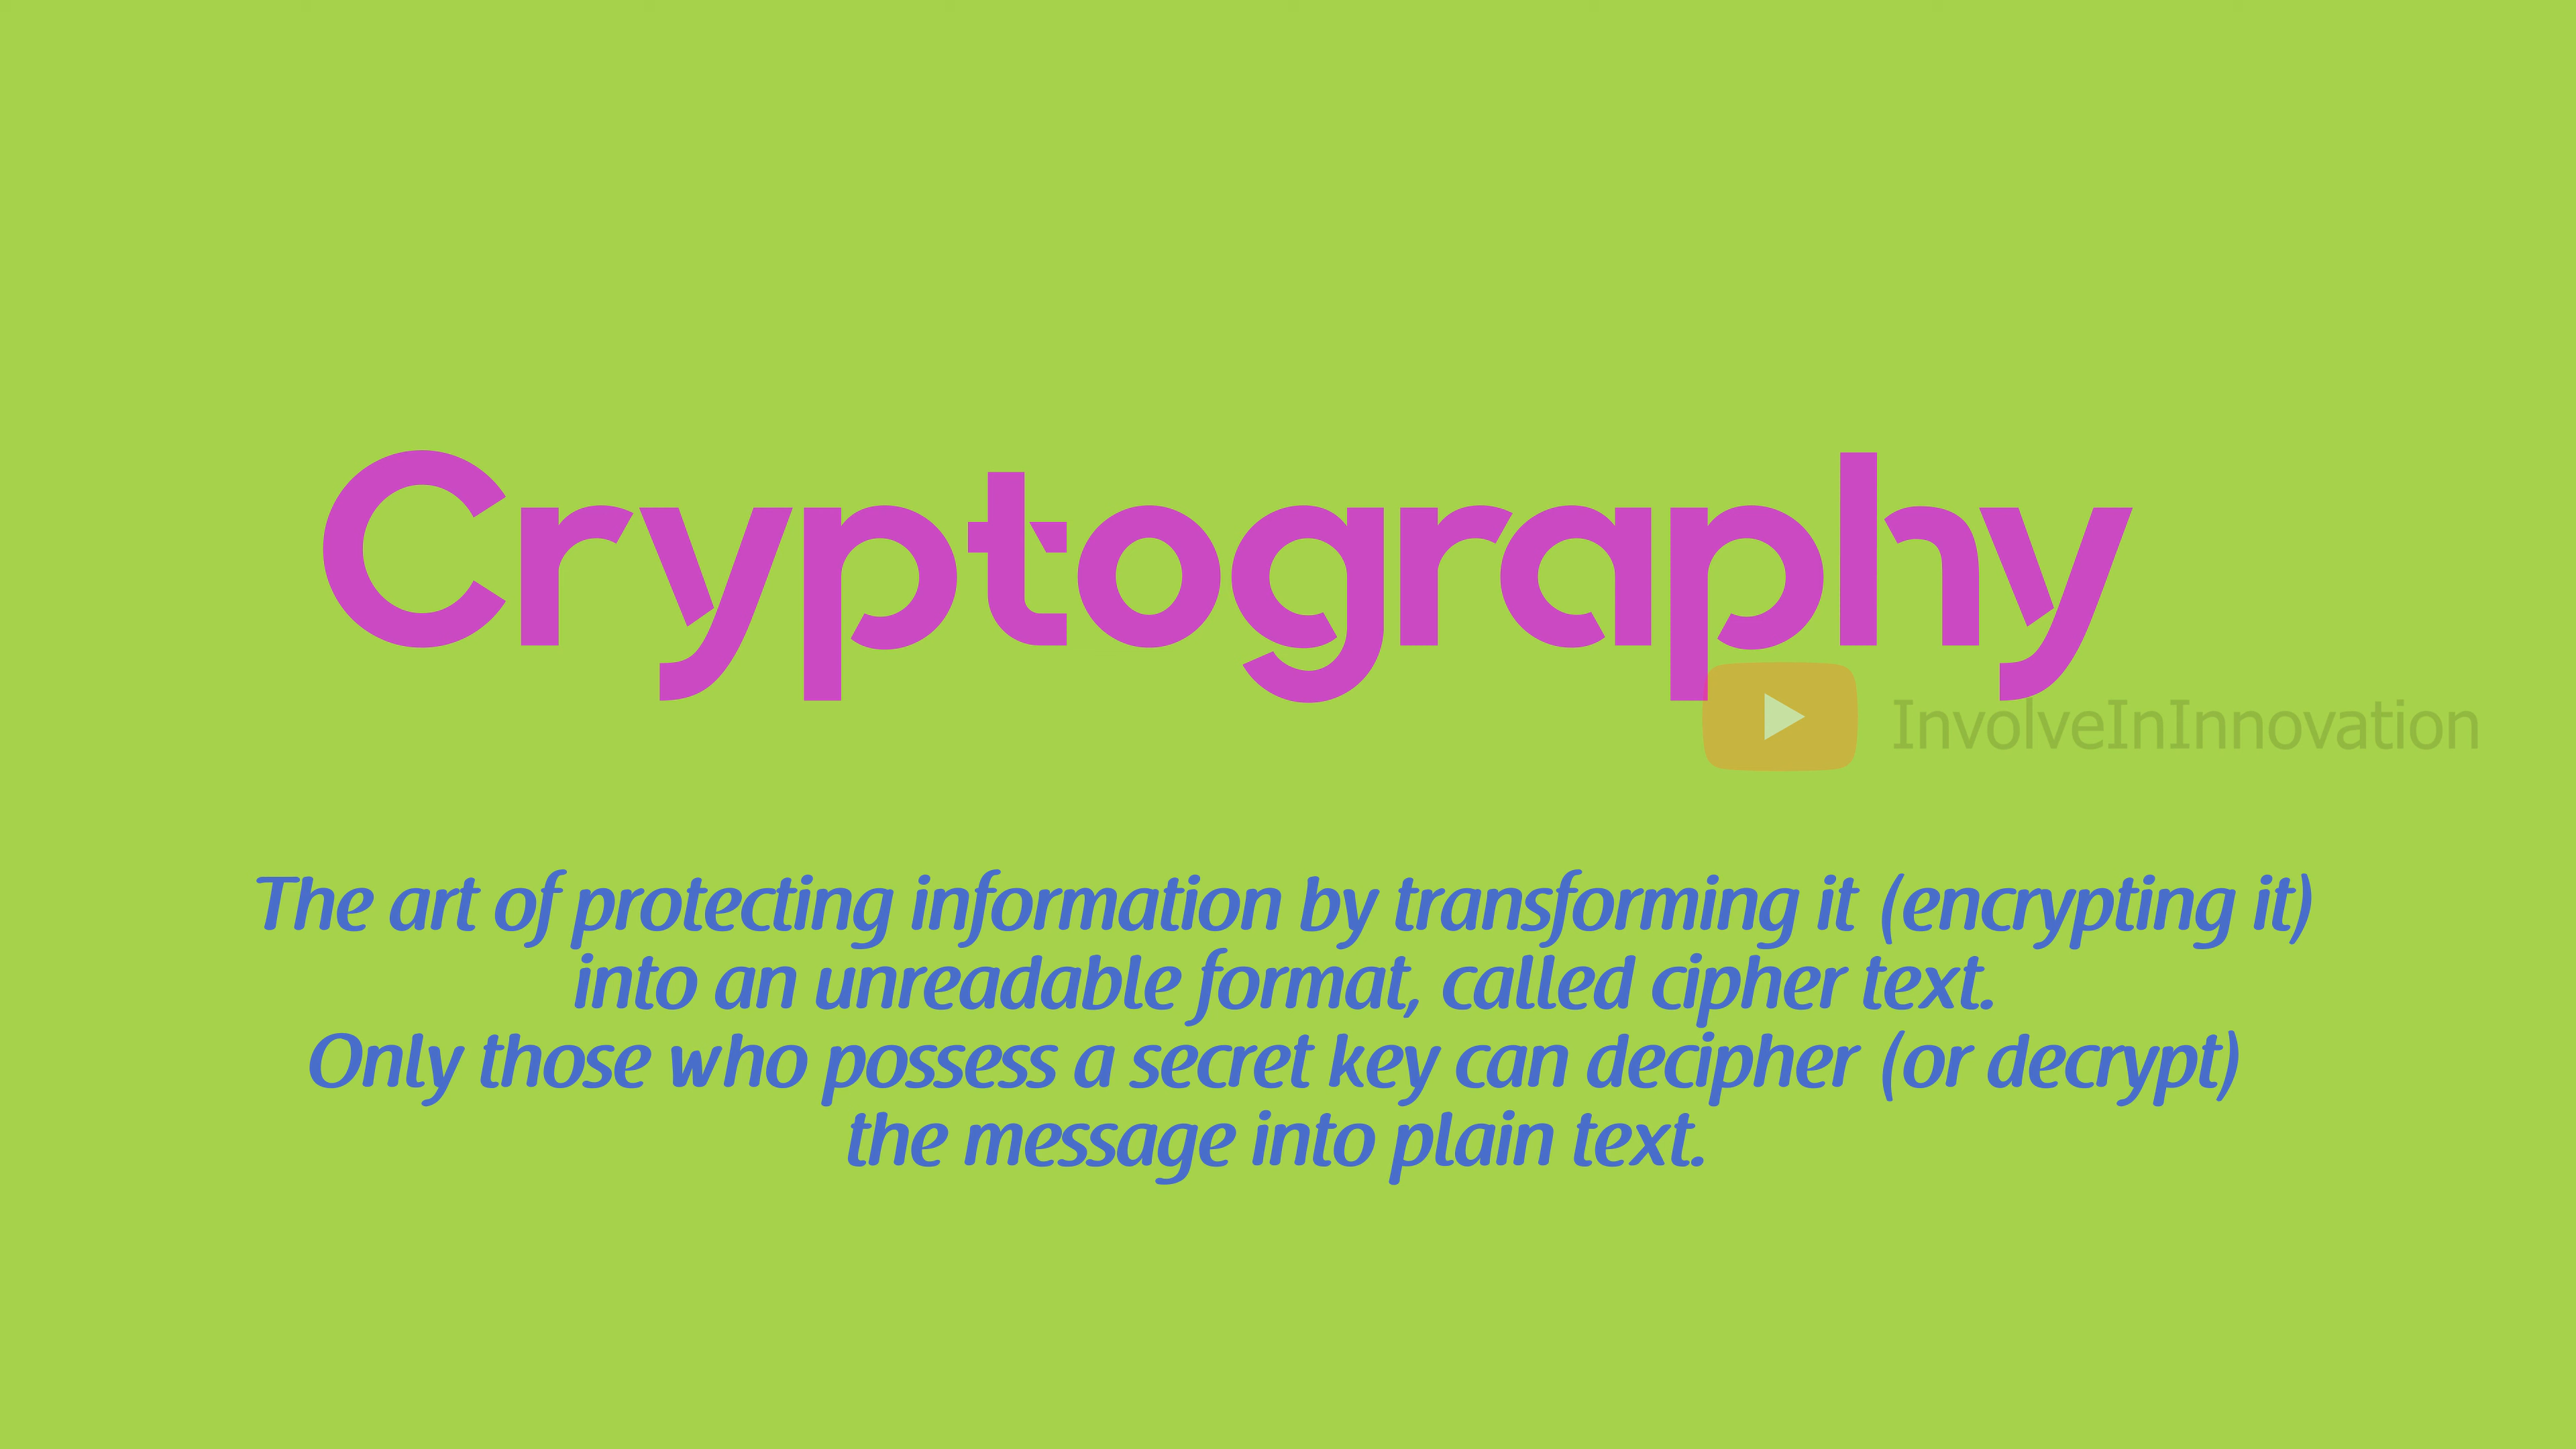 Cryptography
InvolveInInnovation
The art of protecting information by transforming it (encrypting it)
into an unreadable format, called cipher text.
Only those who possess a secret key can decipher (or decrypt)
the message into plain text.